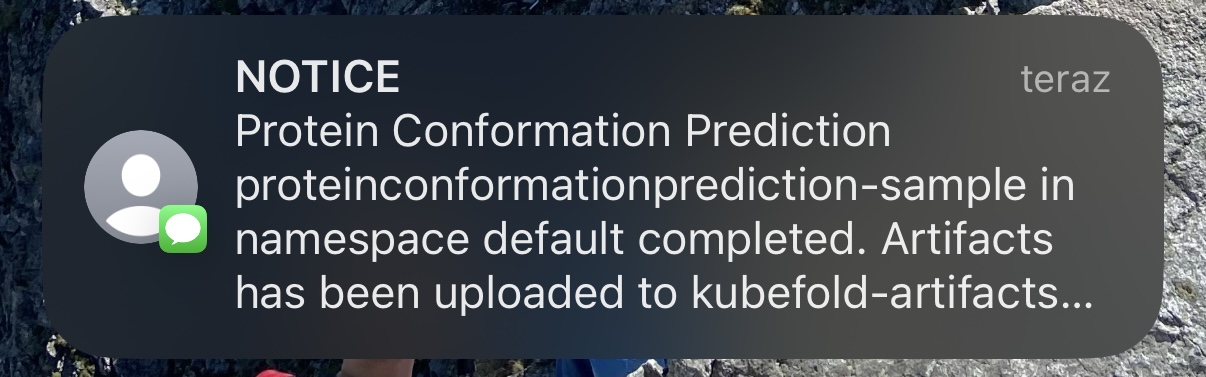 NOTICE teraz
Protein Conformation Prediction
proteinconformationprediction-sample in
namespace default completed. Artifacts
has been uploaded to kubefold-artifacts...